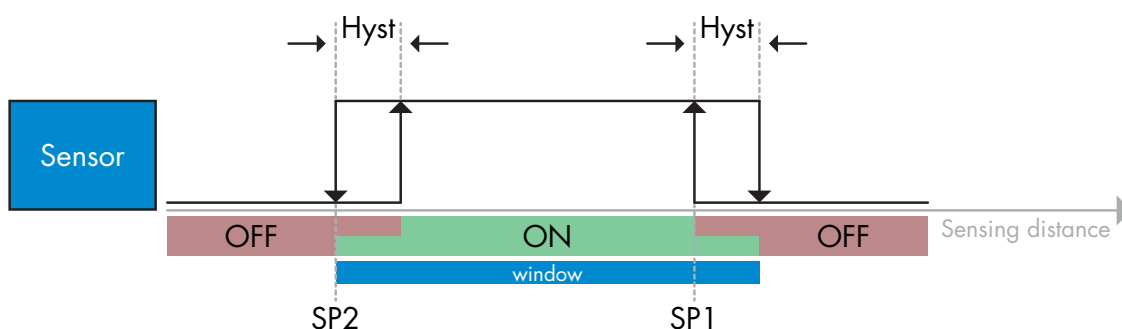 Hyst
Hyst
Sensor
OFF
ON
OFF
Sensing distance
window
SP2
SP1